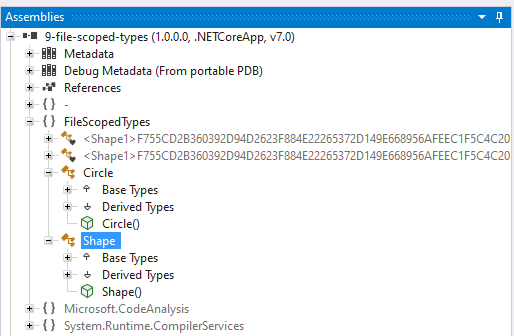 Assemblies
9-file-scoped-types (1.0.0.0, .NETCoreApp, v7.0)
Metadata
Debug Metadata (From portable PDB)
References
{ } -
{ } FileScopedTypes
<Shape1>F755CD2B360392D94D2623F884E22265372D149E668956AFEEC1F5C4C20
<Shape1>F755CD2B360392D94D2623F884E22265372D149E668956AFEEC1F5C4C20
Circle
Base Types
Derived Types
Circle()
Shape
Base Types
Derived Types
Shape()
{ } Microsoft.CodeAnalysis
{ } System.Runtime.CompilerServices